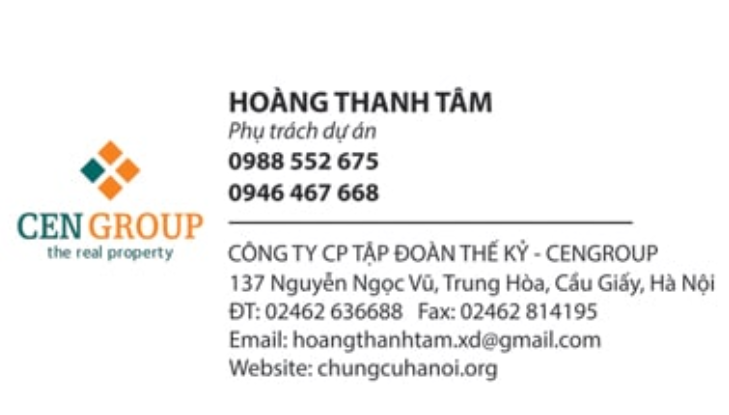 CEN GROUP
the real property
HOÀNG THANH TÂM
Phụ trách dự án
0988 552 675
0946 467 668
CÔNG TY CP TẬP ĐOÀN THẾ KỶ - CENGROUP
137 Nguyễn Ngọc Vũ, Trung Hòa, Cầu Giấy, Hà Nội
ĐT: 02462 636688 Fax: 02462 814195
Email: hoangthanhtam.xd@gmail.com
Website: chungcuhanoi.org